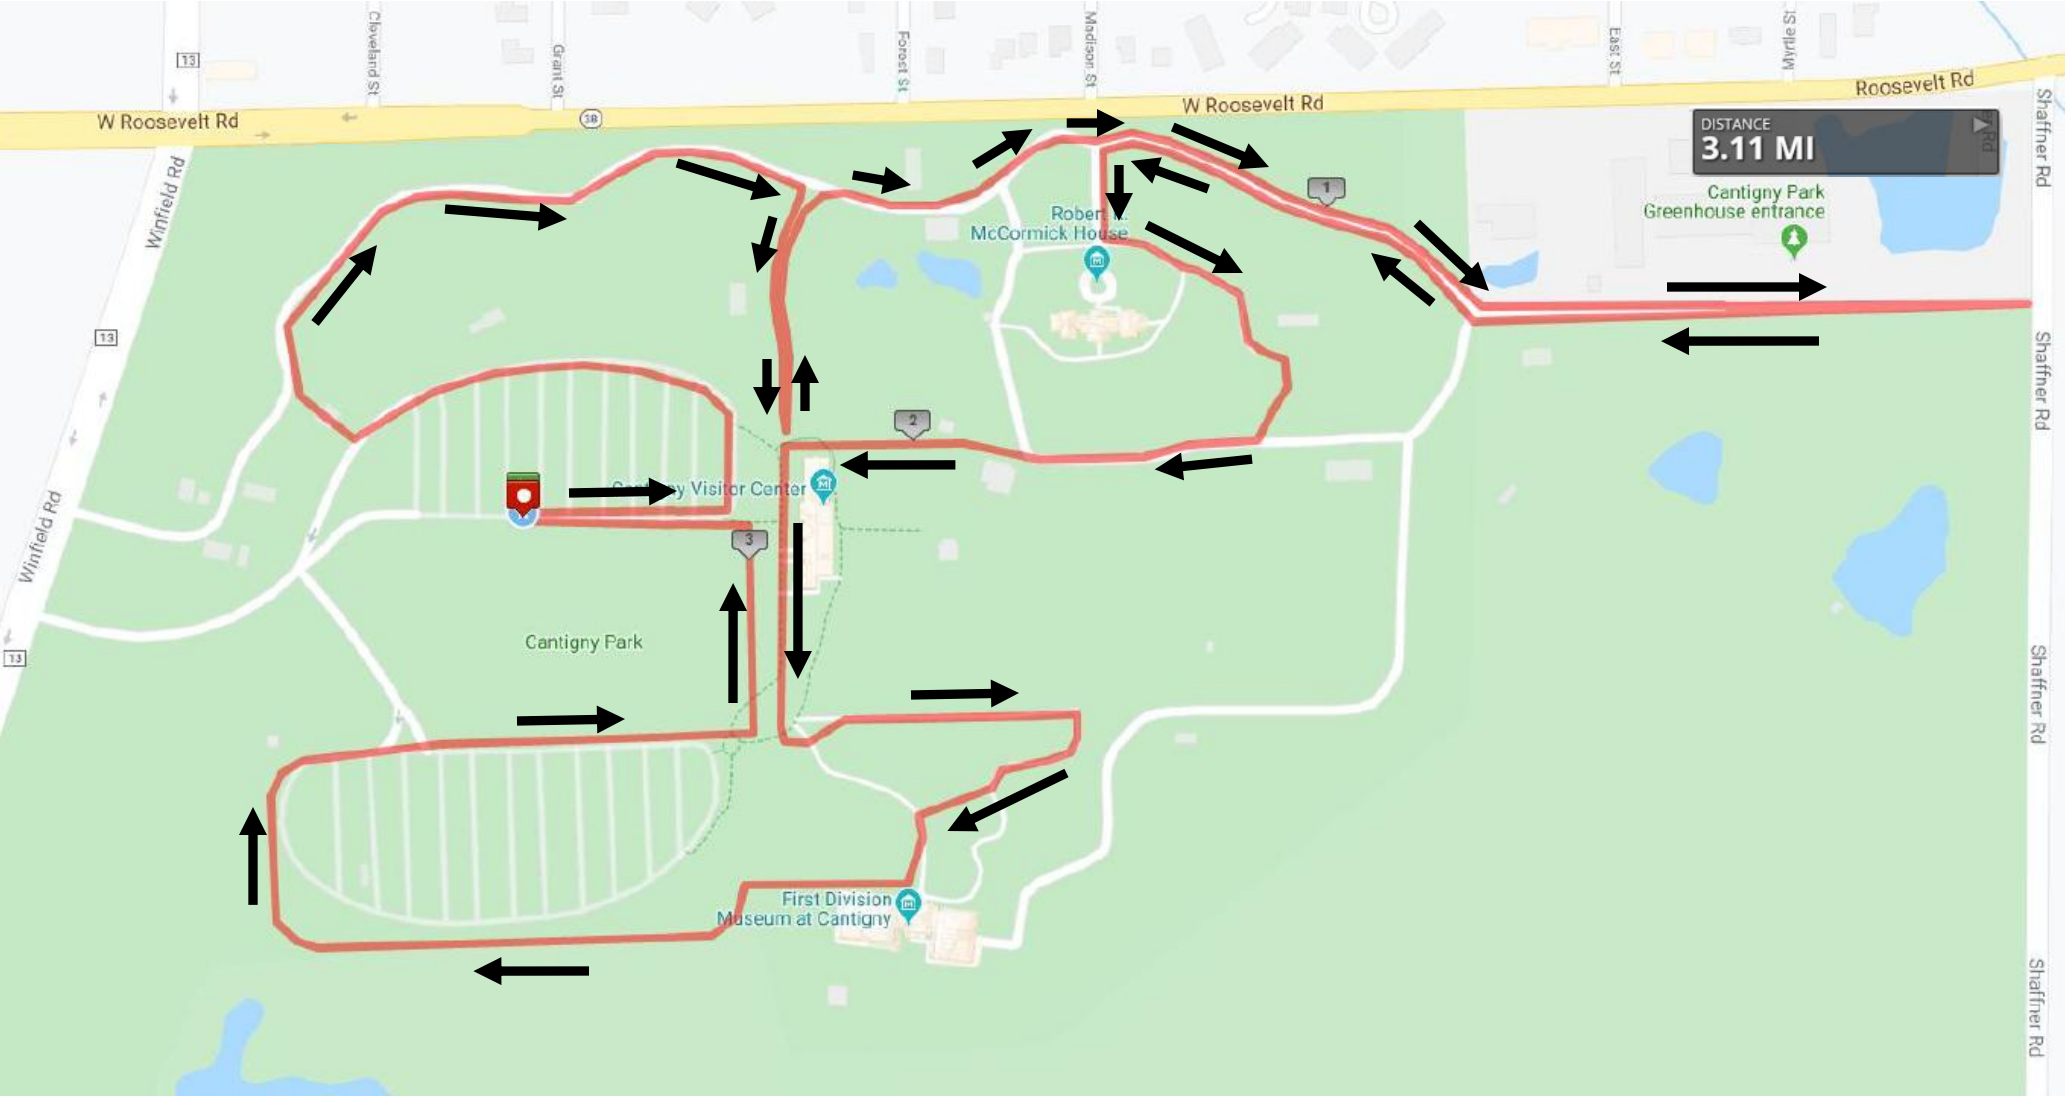 Cleveland St
Grant St
Forest St
Madison St
East St
Myrtle St
13
W Roosevelt Rd
38
W Roosevelt Rd
Roosevelt Rd
Shaffner Rd
DISTANCE
3.11 MI
Winfield Rd
1
Cantigny Park
Greenhouse entrance
Robert R.
McCormick House
13
Shaffner Rd
2
Cantigny Visitor Center
Winfield Rd
3
Cantigny Park
13
Shaffner Rd
First Division
Museum at Cantigny
Shaffner Rd